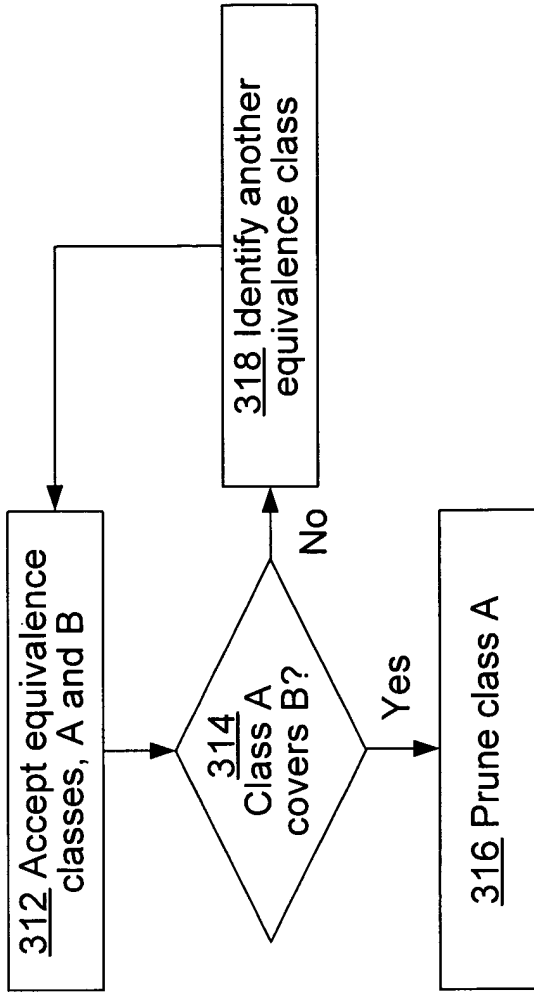 312 Accept equivalence
classes, A and B
314
Class A
covers B?
No
318 Identify another
equivalence class
Yes
316 Prune class A